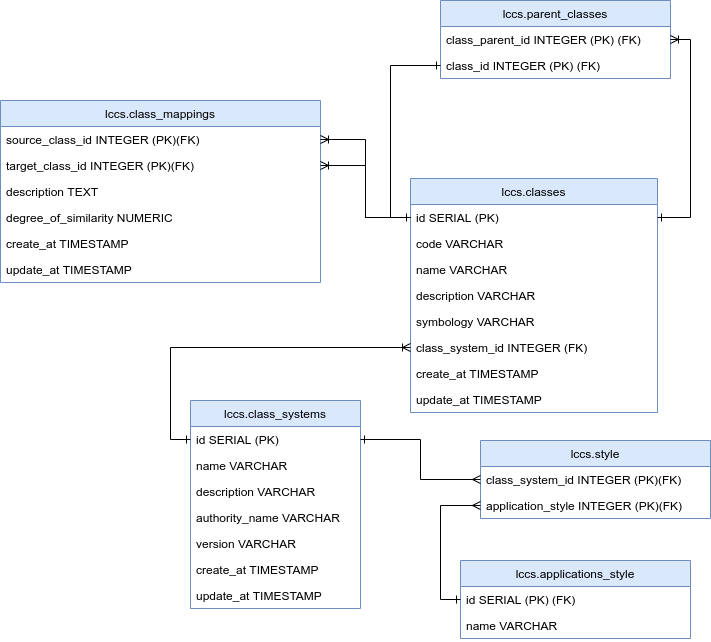 lccs.parent_classes
class_parent_id INTEGER (PK) (FK)
class_id INTEGER (PK) (FK)
lccs.class_mappings
source_class_id INTEGER (PK)(FK)
target_class_id INTEGER (PK)(FK)
description TEXT
degree_of_similarity NUMERIC
create_at TIMESTAMP
update_at TIMESTAMP
lccs.classes
id SERIAL (PK)
code VARCHAR
name VARCHAR
description VARCHAR
symbology VARCHAR
class_system_id INTEGER (FK)
create_at TIMESTAMP
update_at TIMESTAMP
lccs.class_systems
id SERIAL (PK)
name VARCHAR
description VARCHAR
authority_name VARCHAR
version VARCHAR
create_at TIMESTAMP
update_at TIMESTAMP
lccs.style
class_system_id INTEGER (PK)(FK)
application_style INTEGER (PK)(FK)
lccs.applications_style
id SERIAL (PK) (FK)
name VARCHAR